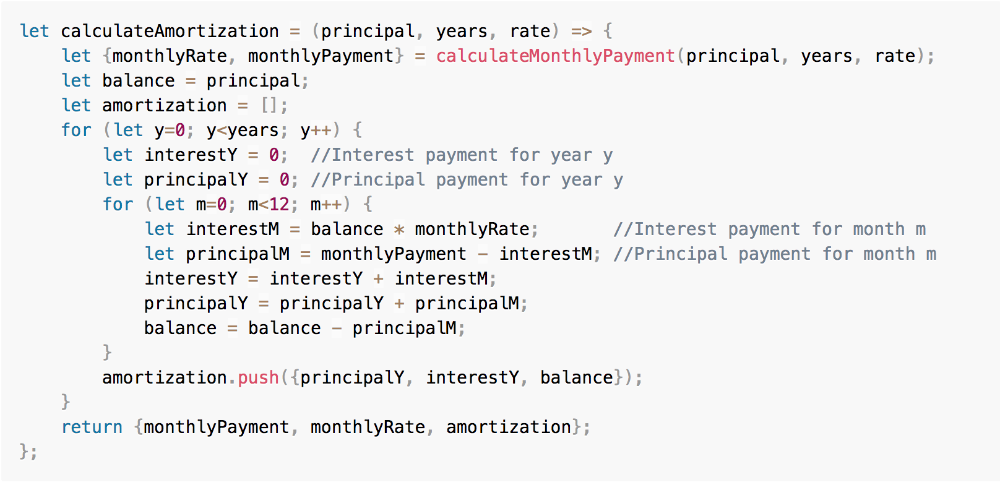 let calculateAmortization = (principal, years, rate) => {
    let {monthlyRate, monthlyPayment} = calculateMonthlyPayment(principal, years, rate);
    let balance = principal;
    let amortization = [];
    for (let y=0; y<years; y++) {
        let interestY = 0;  //Interest payment for year y
        let principalY = 0; //Principal payment for year y
        for (let m=0; m<12; m++) {
            let interestM = balance * monthlyRate;       //Interest payment for month m
            let principalM = monthlyPayment - interestM; //Principal payment for month m
            interestY = interestY + interestM;
            principalY = principalY + principalM;
            balance = balance - principalM;
        }
        amortization.push({principalY, interestY, balance});
    }
    return {monthlyPayment, monthlyRate, amortization};
};